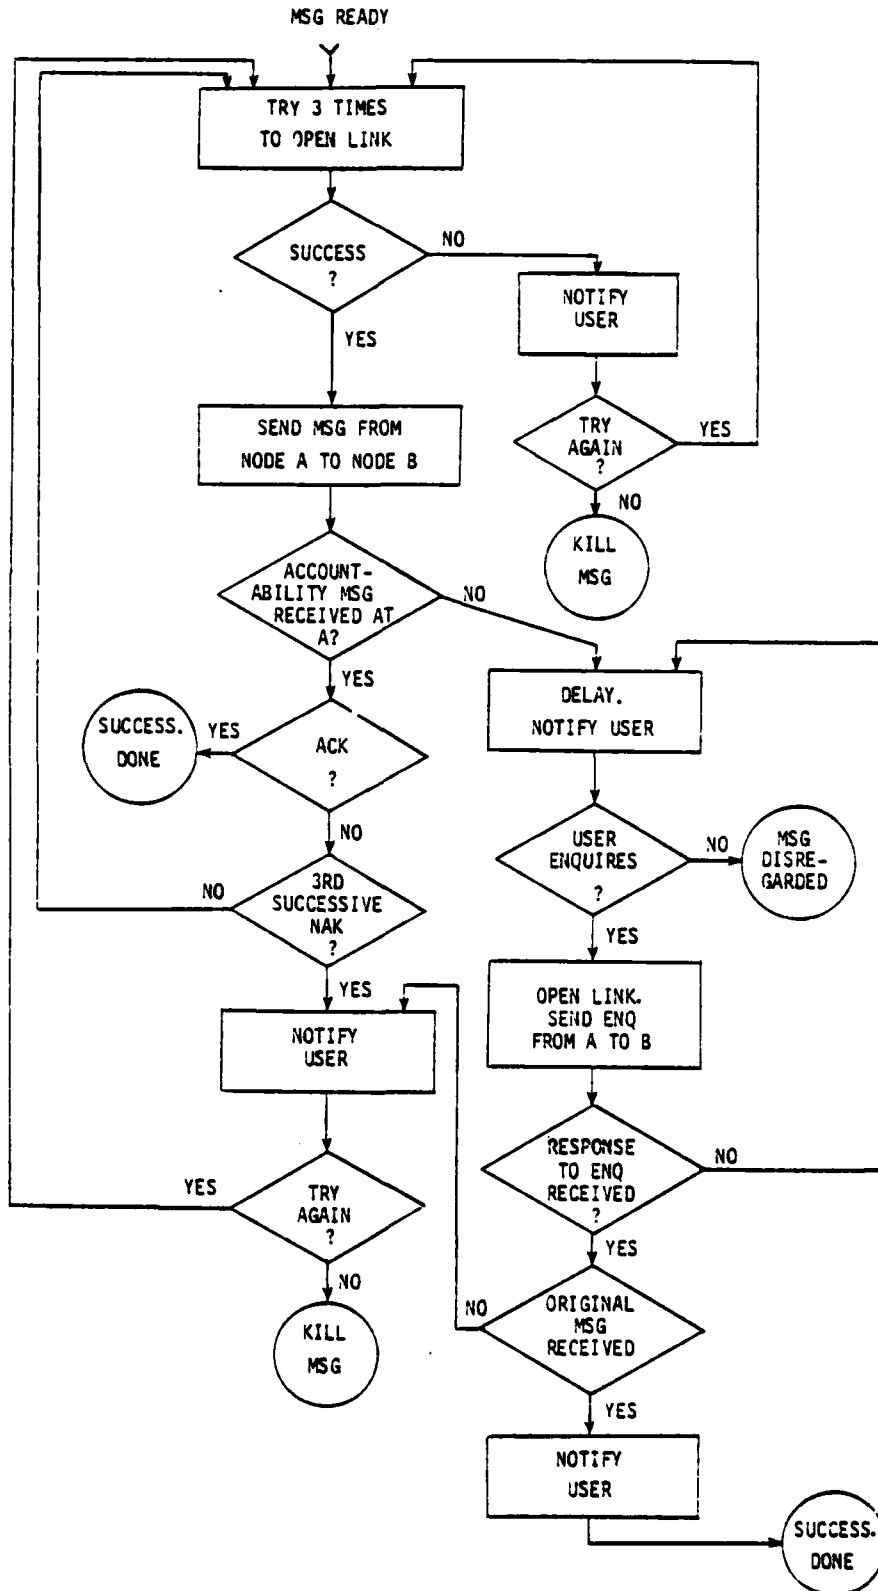 MSG READY
TRY 3 TIMES
TO OPEN LINK
SUCCESS
?
NO
YES
NOTIFY
USER
TRY
AGAIN
?
YES
NO
KILL
MSG
SEND MSG FROM
NODE A TO NODE B
ACCOUNT-
ABILITY MSG
RECEIVED AT
A?
NO
YES
DELAY.
NOTIFY USER
ACK
?
YES
SUCCESS.
DONE
NO
USER
ENQUIRES
?
NO
MSG
DISRE-
GARDED
YES
3RD
SUCCESSIVE
NAK
?
NO
YES
OPEN LINK.
SEND ENQ
FROM A TO B
NOTIFY
USER
RESPONSE
TO ENQ
RECEIVED
?
NO
YES
TRY
AGAIN
?
YES
NO
KILL
MSG
ORIGINAL
MSG
RECEIVED
NO
YES
NOTIFY
USER
SUCCESS.
DONE